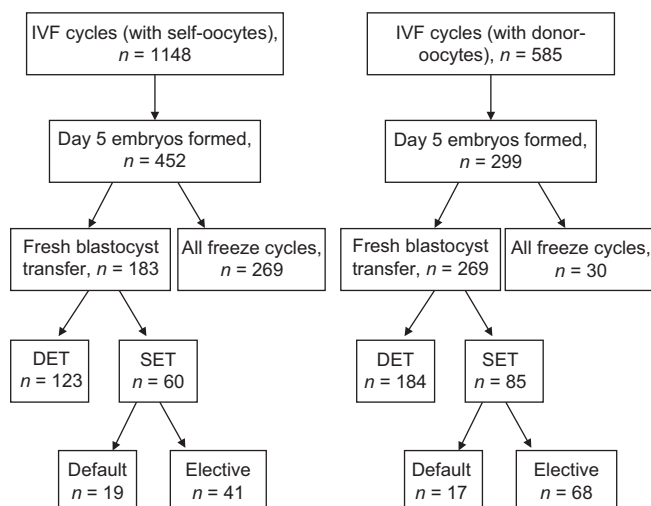 IVF cycles (with self-oocytes),
n = 1148
IVF cycles (with donor-
oocytes), n = 585
Day 5 embryos formed,
n = 452
Day 5 embryos formed,
n = 299
Fresh blastocyst
transfer, n = 183
All freeze cycles,
n = 269
Fresh blastocyst
transfer, n = 269
All freeze cycles,
n = 30
DET
n = 123
SET
n = 60
DET
n = 184
SET
n = 85
Default
n = 19
Elective
n = 41
Default
n = 17
Elective
n = 68